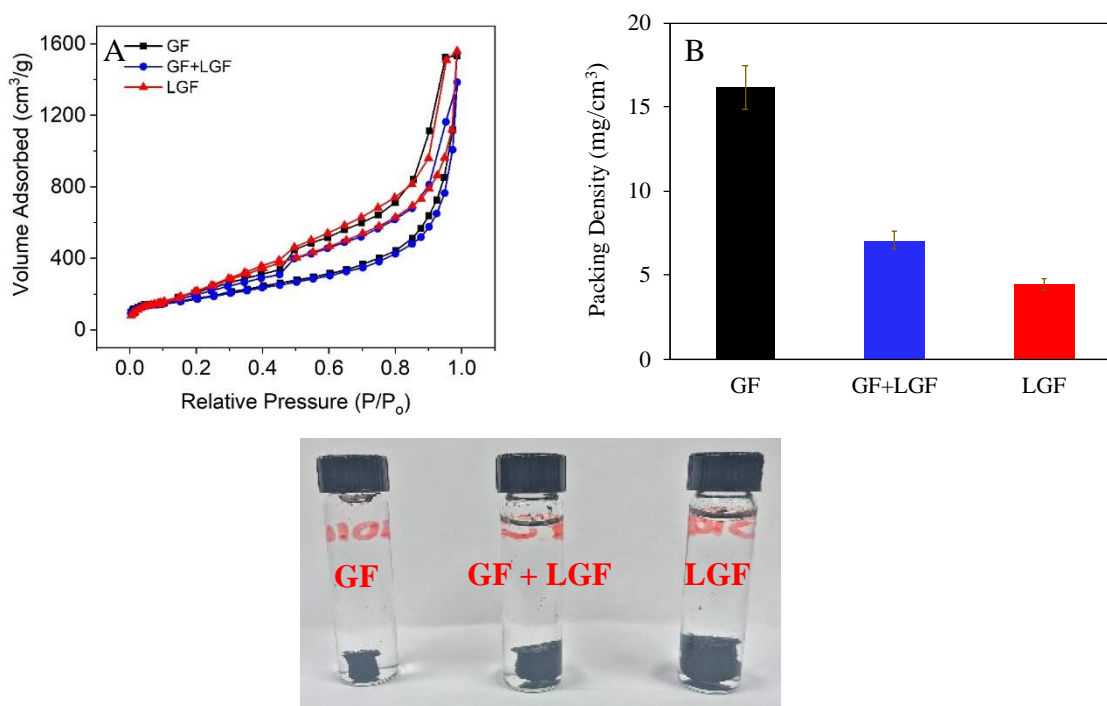 A
GF
GF+LGF
LGF
1600
1200
800
400
0
Volume Adsorbed (cm³/g)
0.0 0.2 0.4 0.6 0.8 1.0
Relative Pressure (P/Pₒ)
B
20
15
10
5
0
Packing Density (mg/cm³)
GF GF+LGF LGF
GF GF + LGF LGF